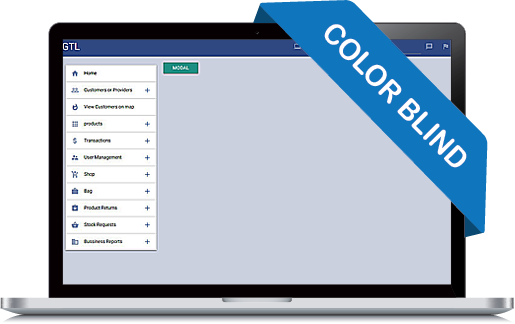 GTL
COLOR BLIND
MODAL
Home
Customers or Providers
View Customers on map
products
Transactions
User Management
Shop
Bag
Product Returns
Stock Requests
Bussiness Reports